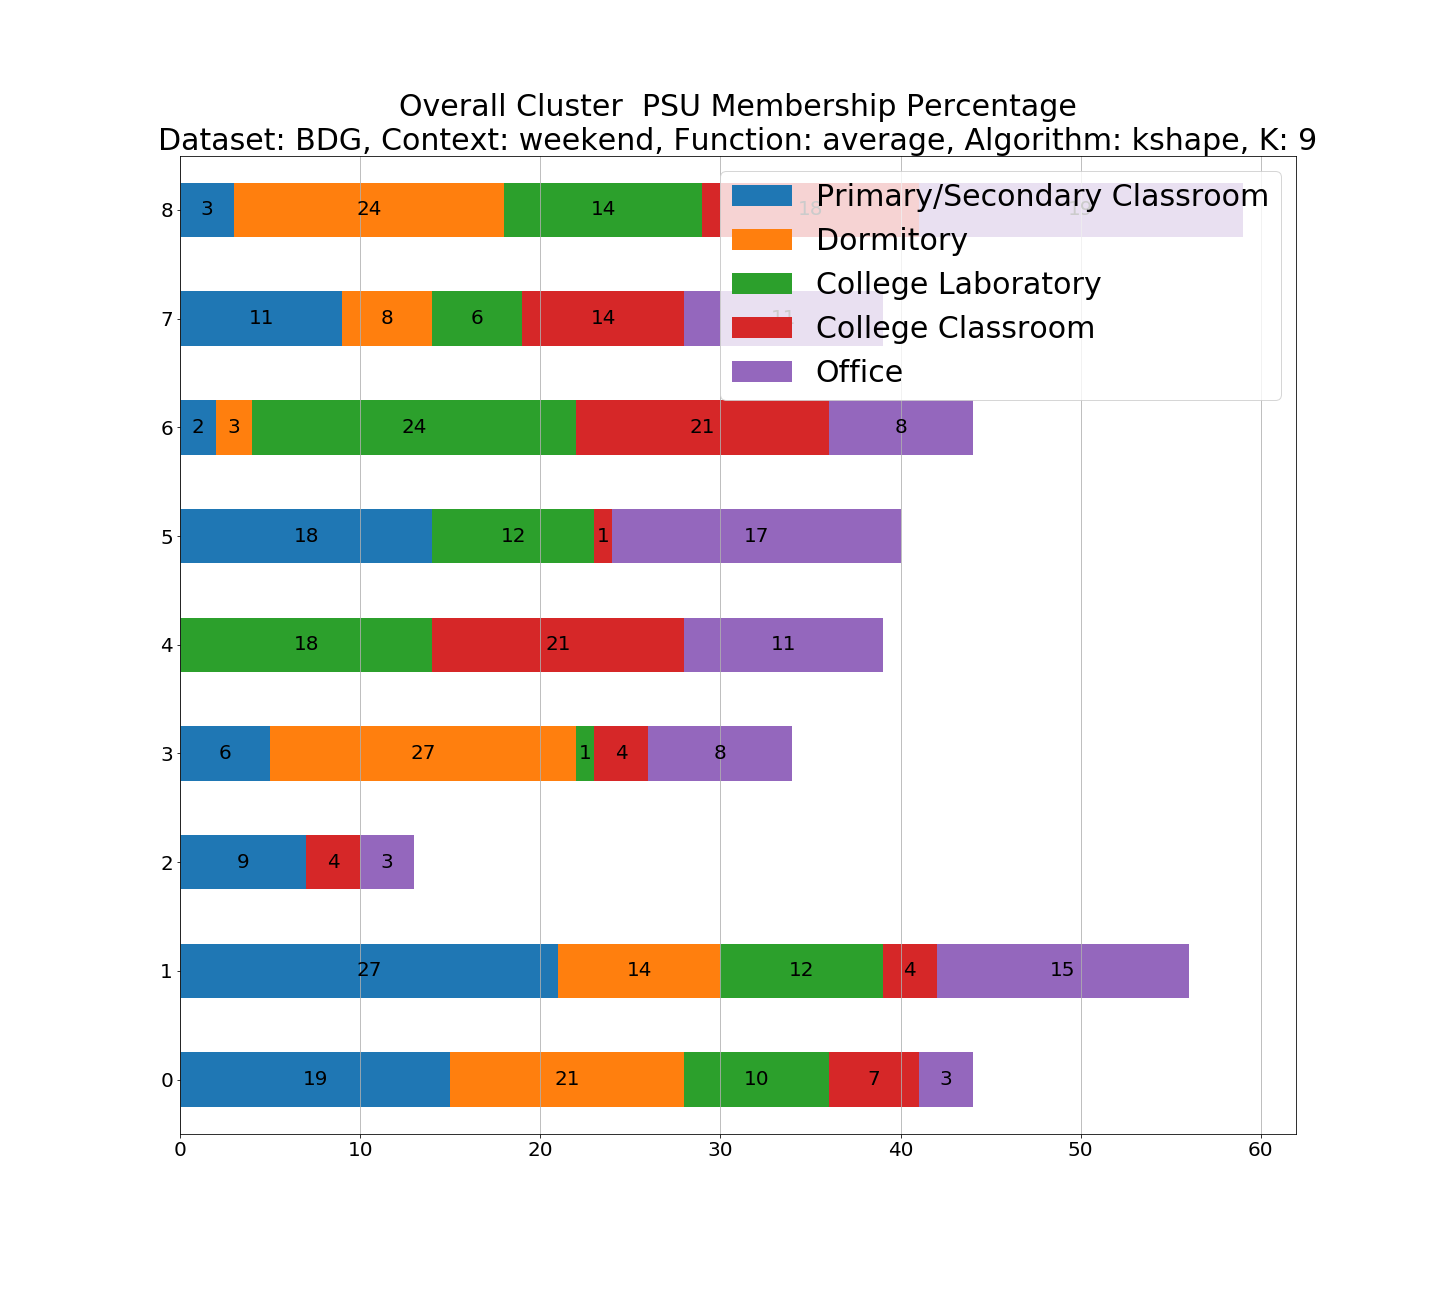 Overall Cluster  PSU Membership Percentage
Dataset: BDG, Context: weekend, Function: average, Algorithm: kshape, K: 9
Primary/Secondary Classroom
Dormitory
College Laboratory
College Classroom
Office
8 3 24 14 18 19
7 11 8 6 14 11
6 2 3 24 21 8
5 18 12 1 17
4 18 21 11
3 6 27 1 4 8
2 9 4 3
1 27 14 12 4 15
0 19 21 10 7 3
0 10 20 30 40 50 60